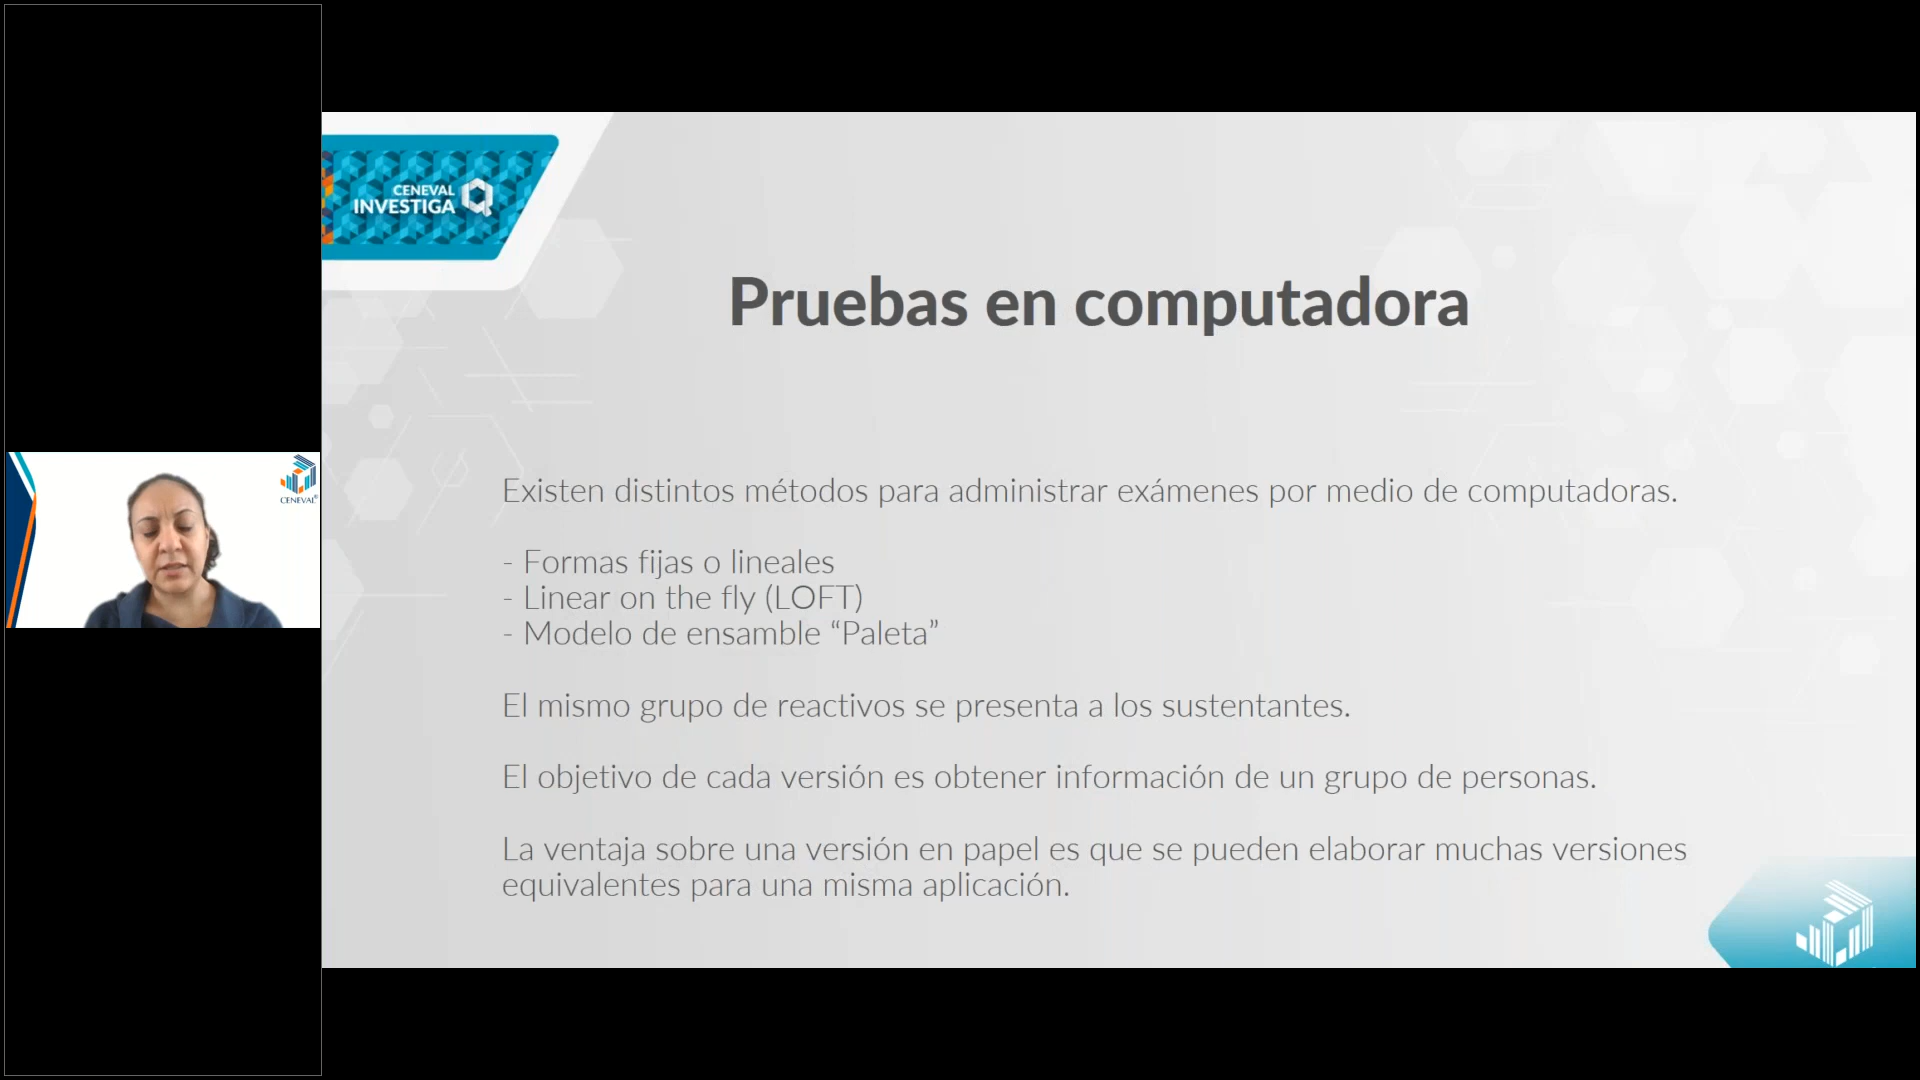 CENEVAL
INVESTIGA
Pruebas en computadora
CENEVAL®
Existen distintos métodos para administrar exámenes por medio de computadoras.
- Formas fijas o lineales
- Linear on the fly (LOFT)
- Modelo de ensamble “Paleta”
El mismo grupo de reactivos se presenta a los sustentantes.
El objetivo de cada versión es obtener información de un grupo de personas.
La ventaja sobre una versión en papel es que se pueden elaborar muchas versiones
equivalentes para una misma aplicación.